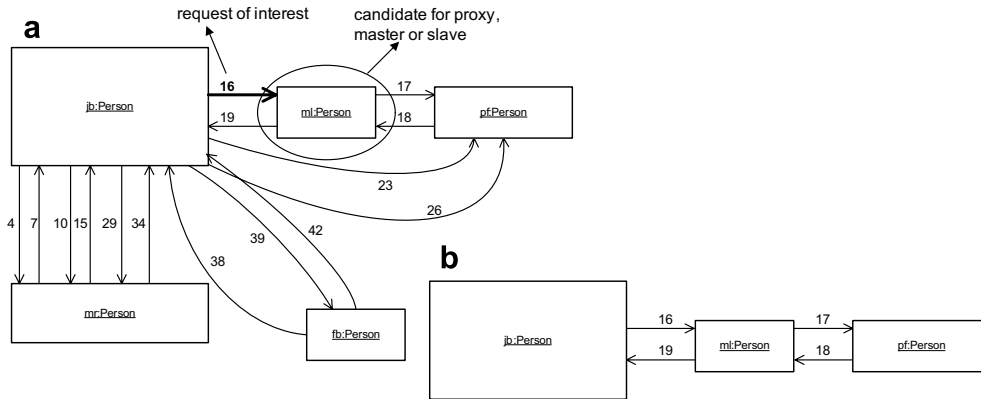 request of interest
candidate for proxy,
master or slave
a
16
17
jb:Person
ml:Person
pf:Person
19
18
23
26
4
7
10
15
29
34
39
42
38
mr:Person
fb:Person
b
16
17
jb:Person
ml:Person
pf:Person
19
18